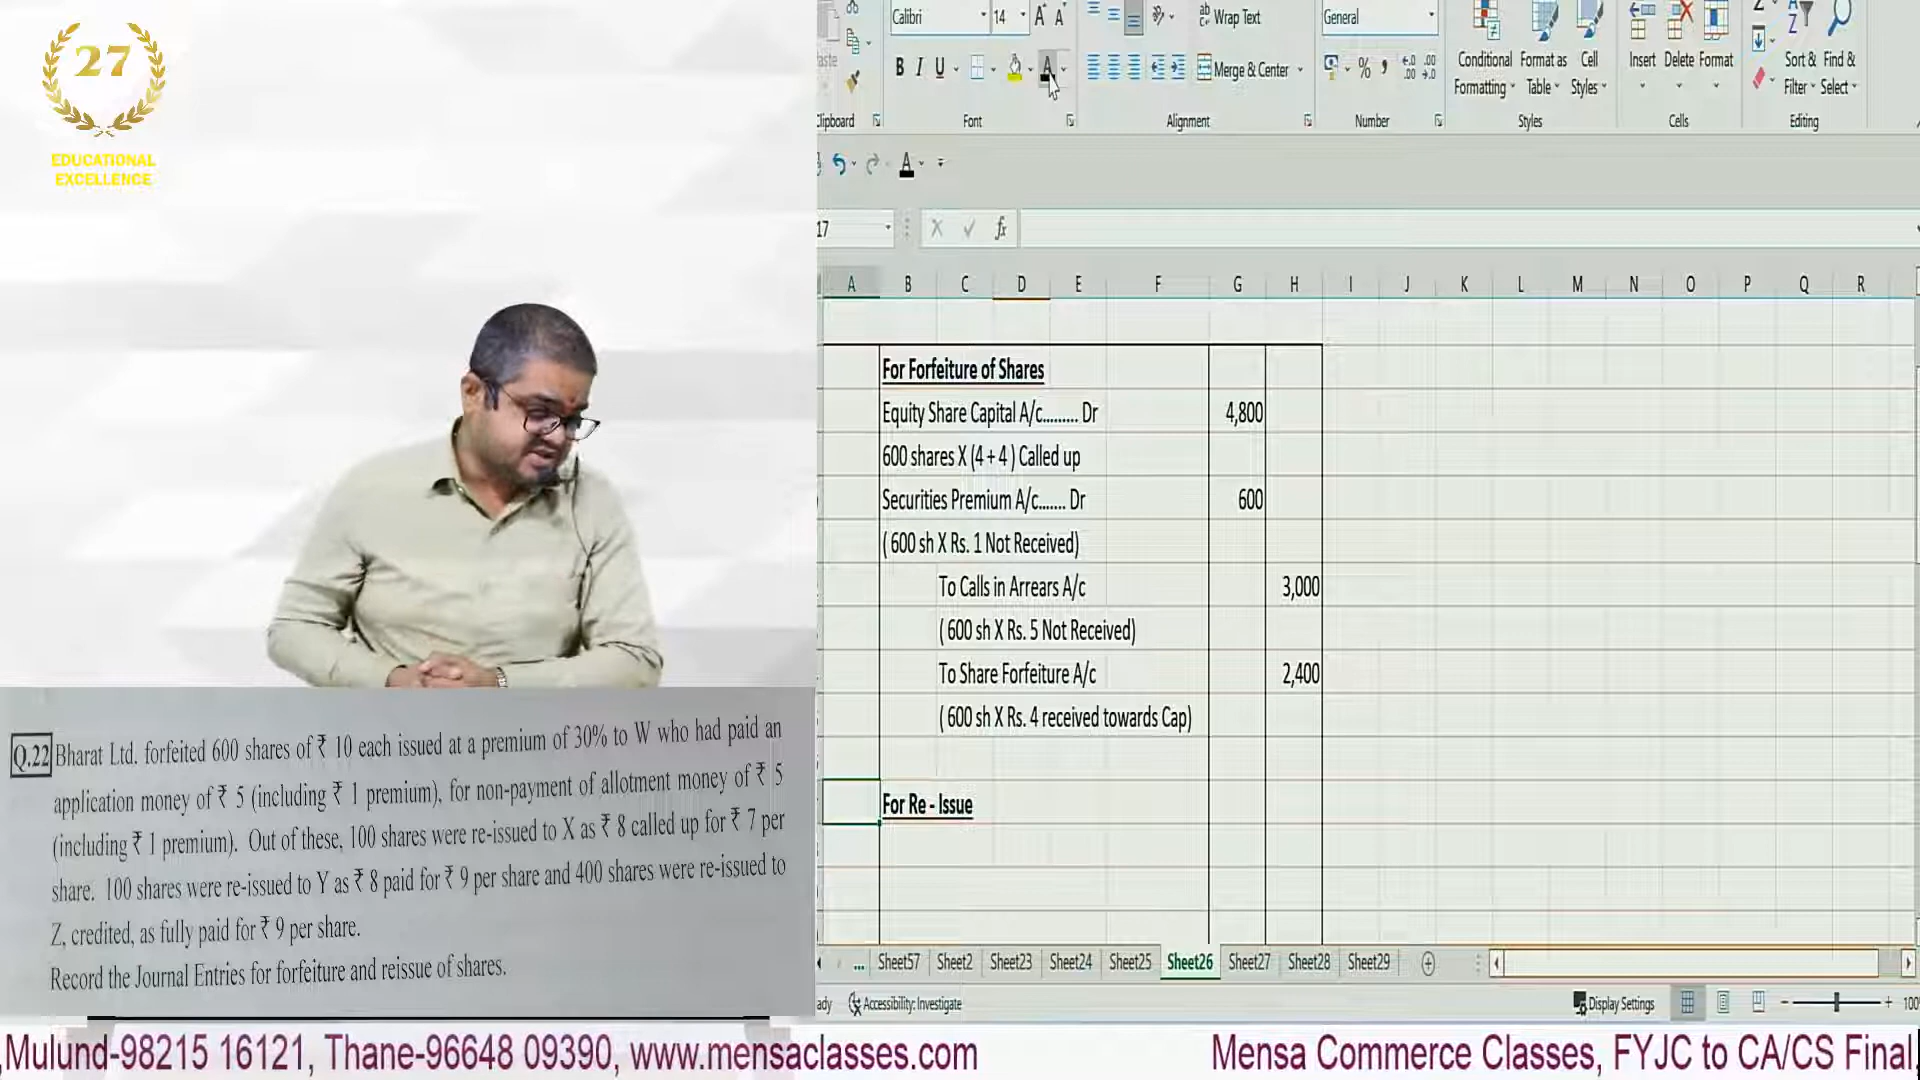 27
EDUCATIONAL
EXCELLENCE
Calibri
14
Wrap Text
General
B I U
Merge & Center
%
Conditional Formatting
Format as Table
Cell Styles
Insert Delete Format
Sort & Filter
Find & Select
Clipboard
Font
Alignment
Number
Styles
Cells
Editing
17
fx
A B C D E F G H I J K L M N O P Q R
For Forfeiture of Shares
Equity Share Capital A/c......... Dr 4,800
600 shares X (4 + 4 ) Called up
Securities Premium A/c....... Dr 600
( 600 sh X Rs. 1 Not Received)
To Calls in Arrears A/c 3,000
( 600 sh X Rs. 5 Not Received)
To Share Forfeiture A/c 2,400
( 600 sh X Rs. 4 received towards Cap)
For Re - Issue
... Sheet57 Sheet2 Sheet23 Sheet24 Sheet25 Sheet26 Sheet27 Sheet28 Sheet29
Accessibility: Investigate
Display Settings
100
Q.22 Bharat Ltd. forfeited 600 shares of ₹ 10 each issued at a premium of 30% to W who had paid an
application money of ₹ 5 (including ₹ 1 premium), for non-payment of allotment money of ₹ 5
(including ₹ 1 premium). Out of these, 100 shares were re-issued to X as ₹ 8 called up for ₹ 7 per
share. 100 shares were re-issued to Y as ₹ 8 paid for ₹ 9 per share and 400 shares were re-issued to
Z, credited, as fully paid for ₹ 9 per share.
Record the Journal Entries for forfeiture and reissue of shares.
,Mulund-98215 16121, Thane-96648 09390, www.mensaclasses.com
Mensa Commerce Classes, FYJC to CA/CS Final,